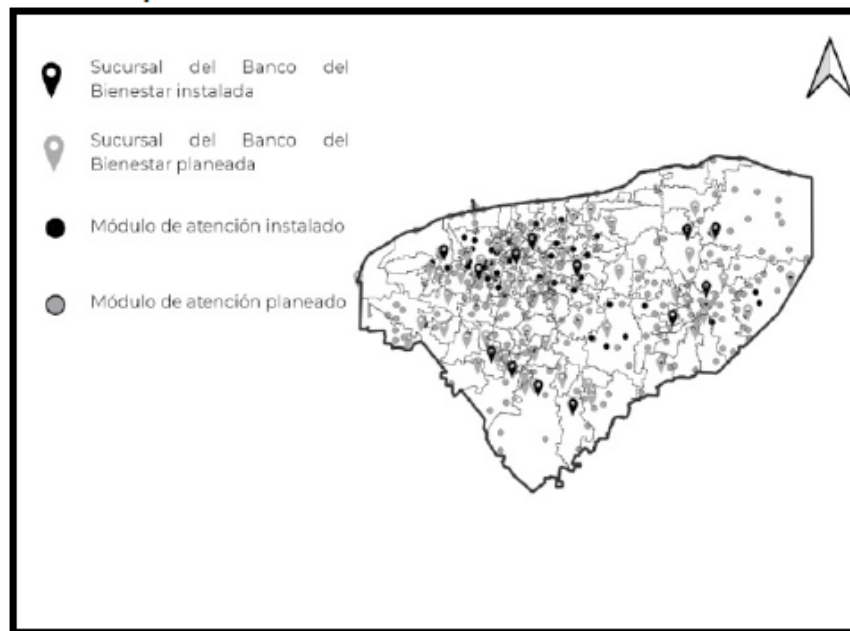 Sucursal del Banco del
Bienestar instalada
Sucursal del Banco del
Bienestar planeada
Módulo de atención instalado
Módulo de atención planeado